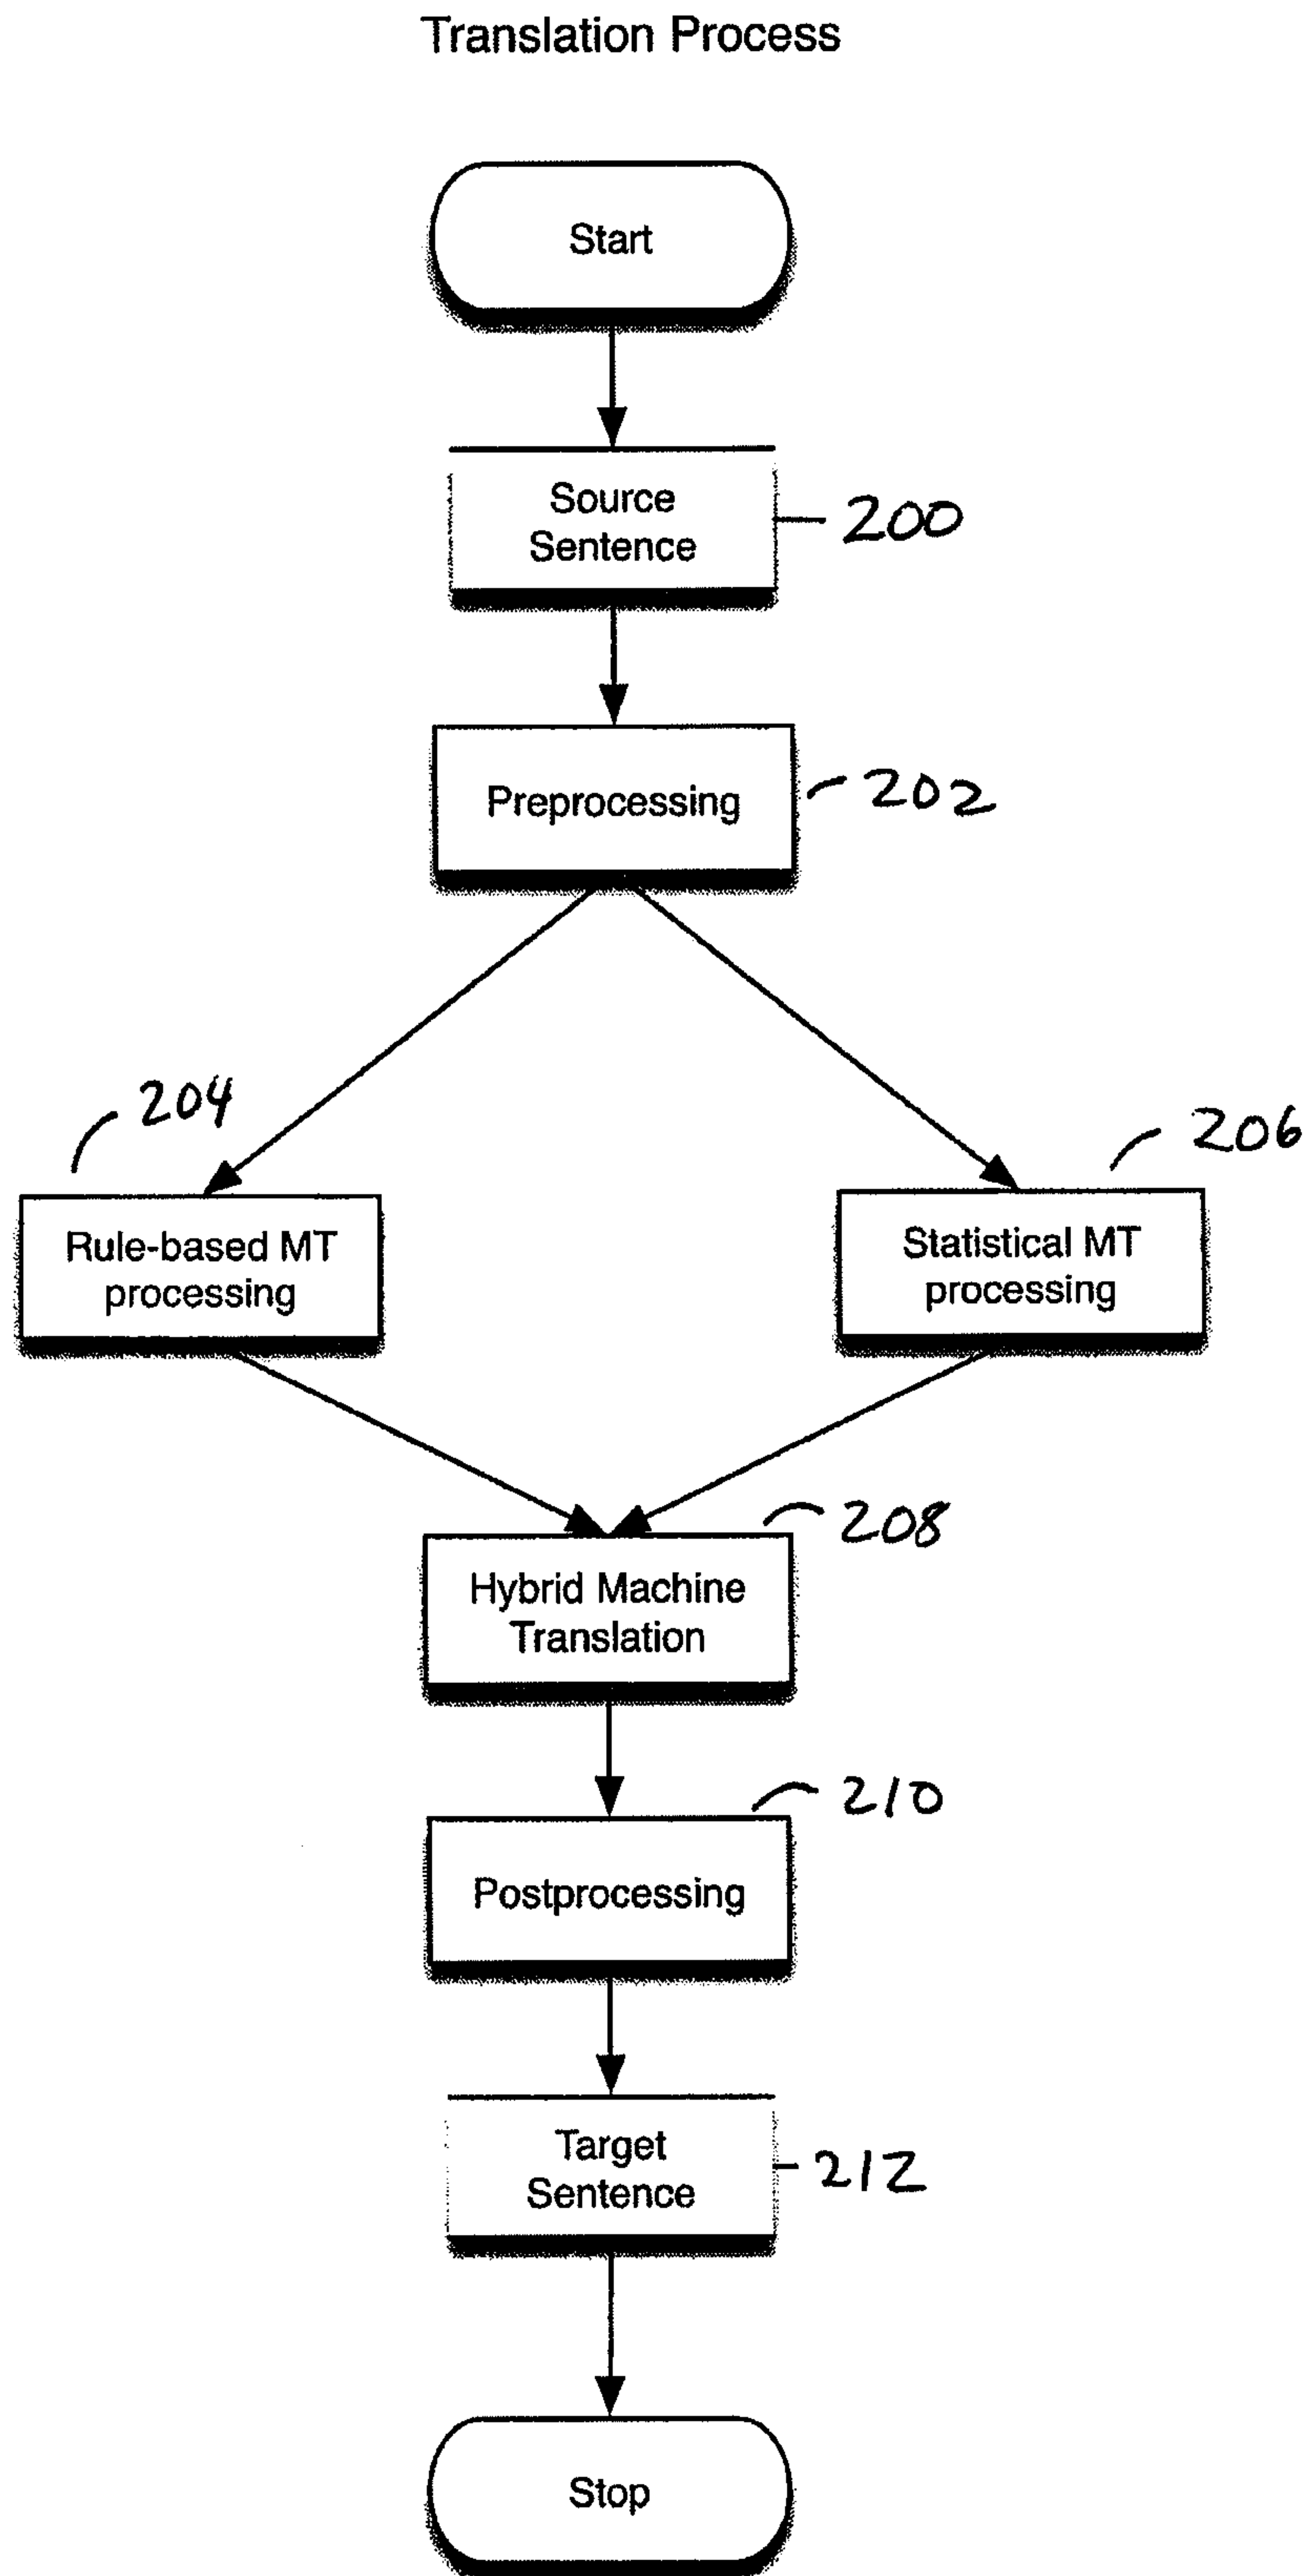 Translation Process
Start
Source
Sentence
200
Preprocessing
202
204
206
Rule-based MT
processing
Statistical MT
processing
208
Hybrid Machine
Translation
210
Postprocessing
Target
Sentence
212
Stop